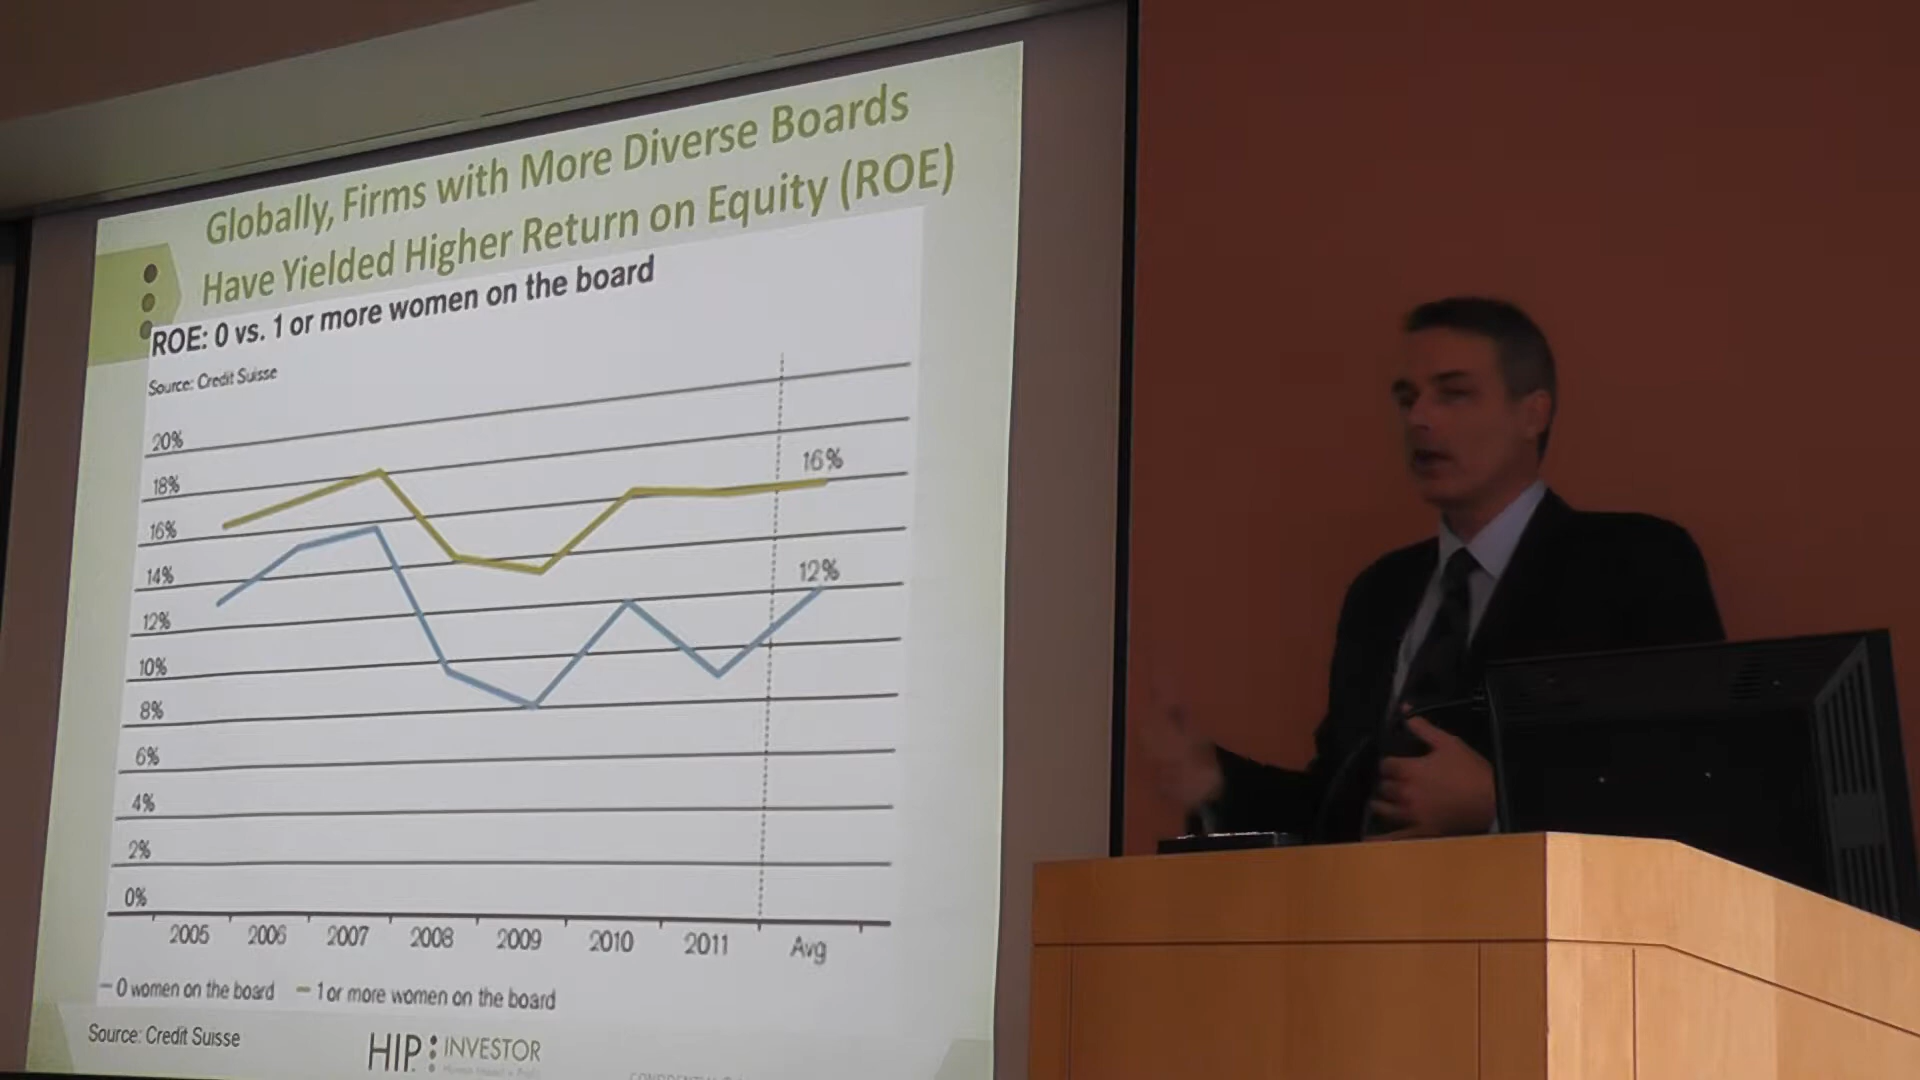 Globally, Firms with More Diverse Boards
Have Yielded Higher Return on Equity (ROE)
ROE: 0 vs. 1 or more women on the board
Source: Credit Suisse
20%
18%
16%
14%
12%
10%
8%
6%
4%
2%
0%
16%
12%
2005 2006 2007 2008 2009 2010 2011 Avg
0 women on the board 1 or more women on the board
Source: Credit Suisse
HIP: INVESTOR